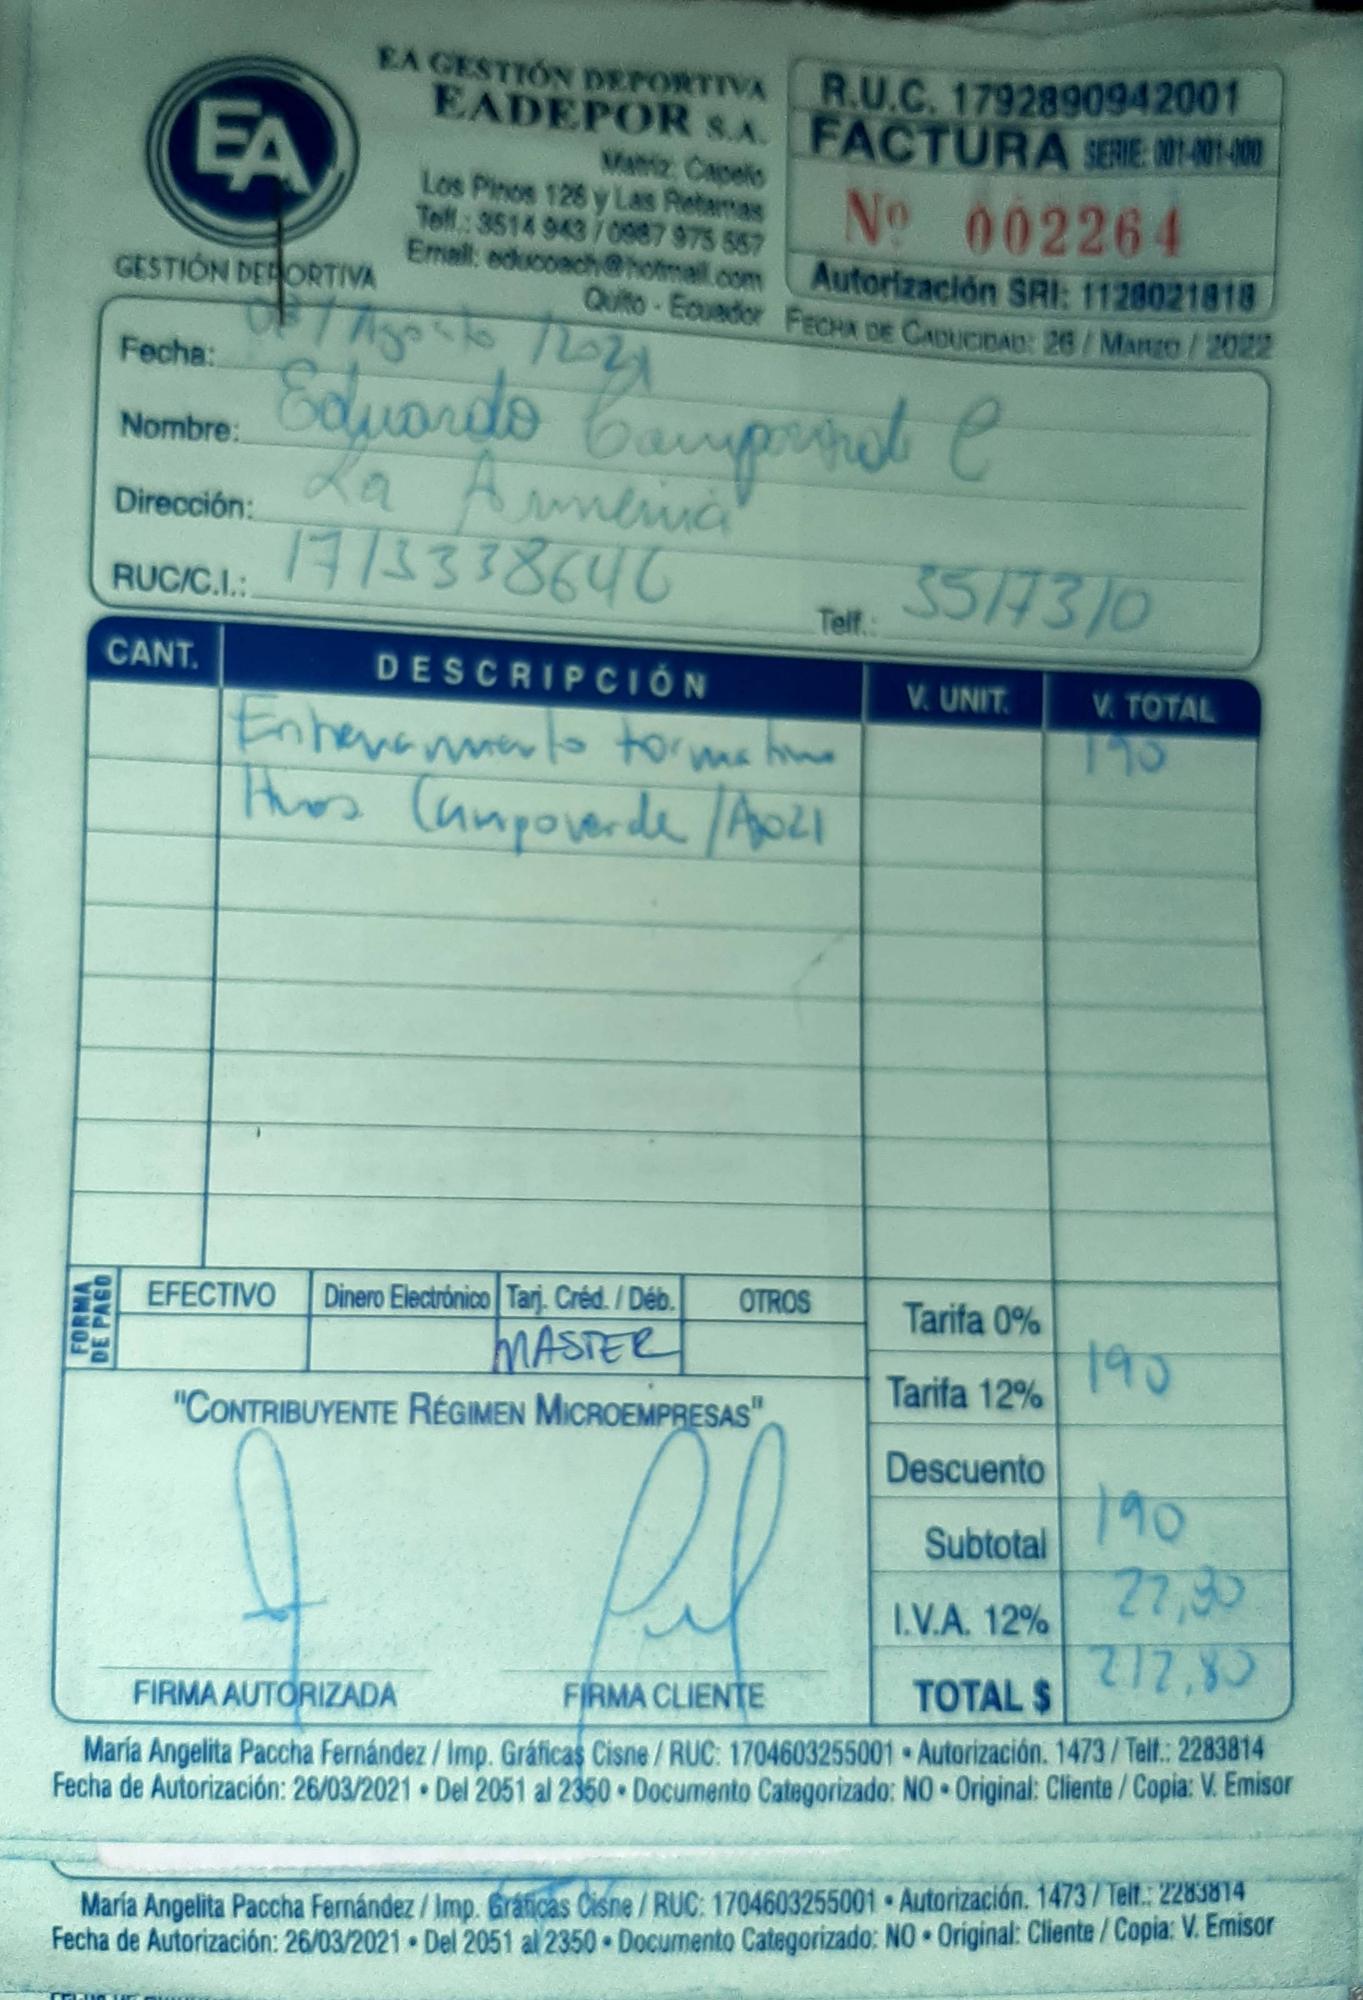 EA
GESTIÓN DEPORTIVA
EA GESTIÓN DEPORTIVA
EADEPOR S.A.
Matriz: Capelo
Los Pinos 126 y Las Retamas
Telf.: 3514 943 / 0987 975 557
Email: educoach@hotmail.com
Quito - Ecuador
R.U.C. 1792890942001
FACTURA SERIE: 001-001-000
Nº 002264
Autorización SRI: 1128021818
FECHA DE CADUCIDAD: 26 / MARZO / 2022
Fecha: 03 / Agosto / 2021
Nombre: Eduardo C
Dirección: La Armenia
RUC/C.I.: 1713338646 Telf.: 3517310
CANT. DESCRIPCIÓN V. UNIT. V. TOTAL
Entrenamiento formativo 190
Hnos Campoverde /Ago21
FORMA DE PAGO
EFECTIVO Dinero Electrónico Tarj. Créd. / Déb. OTROS
MASTER
"CONTRIBUYENTE RÉGIMEN MICROEMPRESAS"
Tarifa 0%
Tarifa 12% 190
Descuento
Subtotal 190
I.V.A. 12% 22,80
TOTAL $ 212,80
FIRMA AUTORIZADA FIRMA CLIENTE
María Angelita Paccha Fernández / Imp. Gráficas Cisne / RUC: 1704603255001 • Autorización. 1473 / Telf.: 2283814
Fecha de Autorización: 26/03/2021 • Del 2051 al 2350 • Documento Categorizado: NO • Original: Cliente / Copia: V. Emisor
María Angelita Paccha Fernández / Imp. Gráficas Cisne / RUC: 1704603255001 • Autorización. 1473 / Telf.: 2283814
Fecha de Autorización: 26/03/2021 • Del 2051 al 2350 • Documento Categorizado: NO • Original: Cliente / Copia: V. Emisor